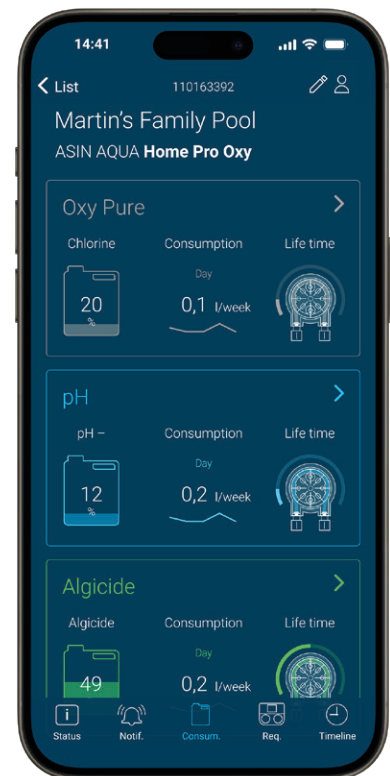 14:41
List 110163392
Martin's Family Pool
ASIN AQUA Home Pro Oxy
Oxy Pure
Chlorine Consumption Life time
Day
20 0,1 l/week
%
pH
pH – Consumption Life time
Day
12 0,2 l/week
%
Algicide
Algicide Consumption Life time
Day
49 0,2 l/week
Status Notif. Consum. Req. Timeline